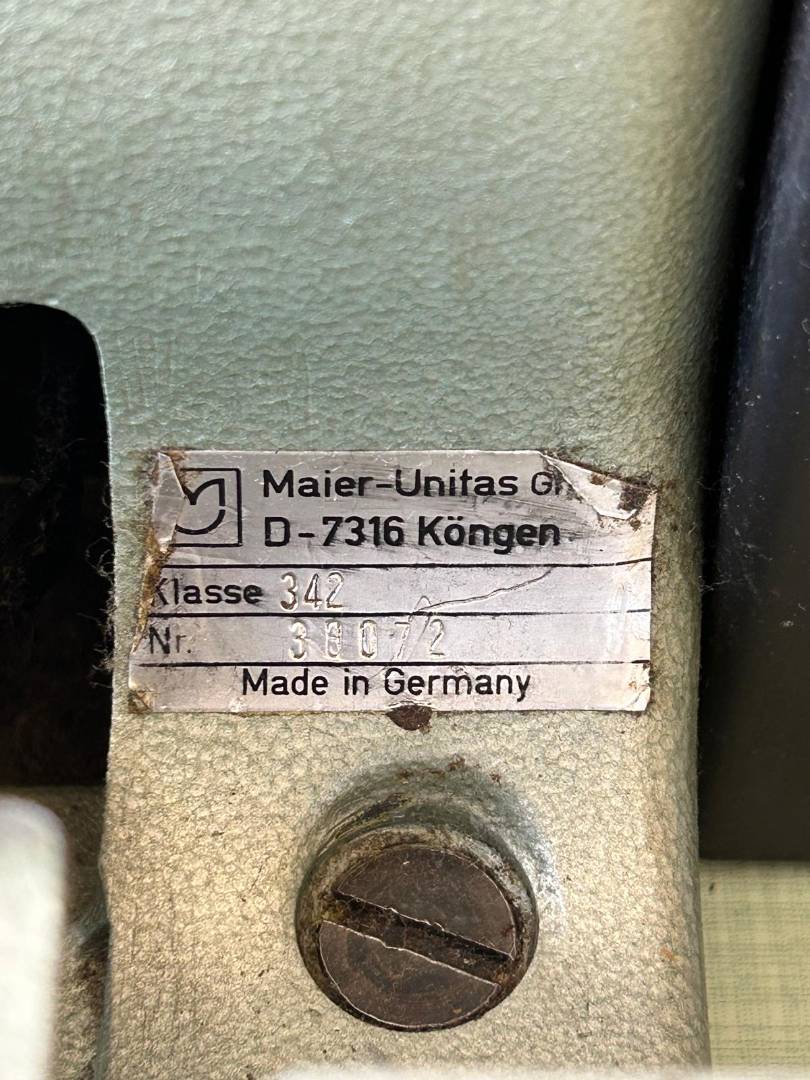 Maier-Unitas G
D-7316 Köngen
Klasse 342
Nr.
Made in Germany